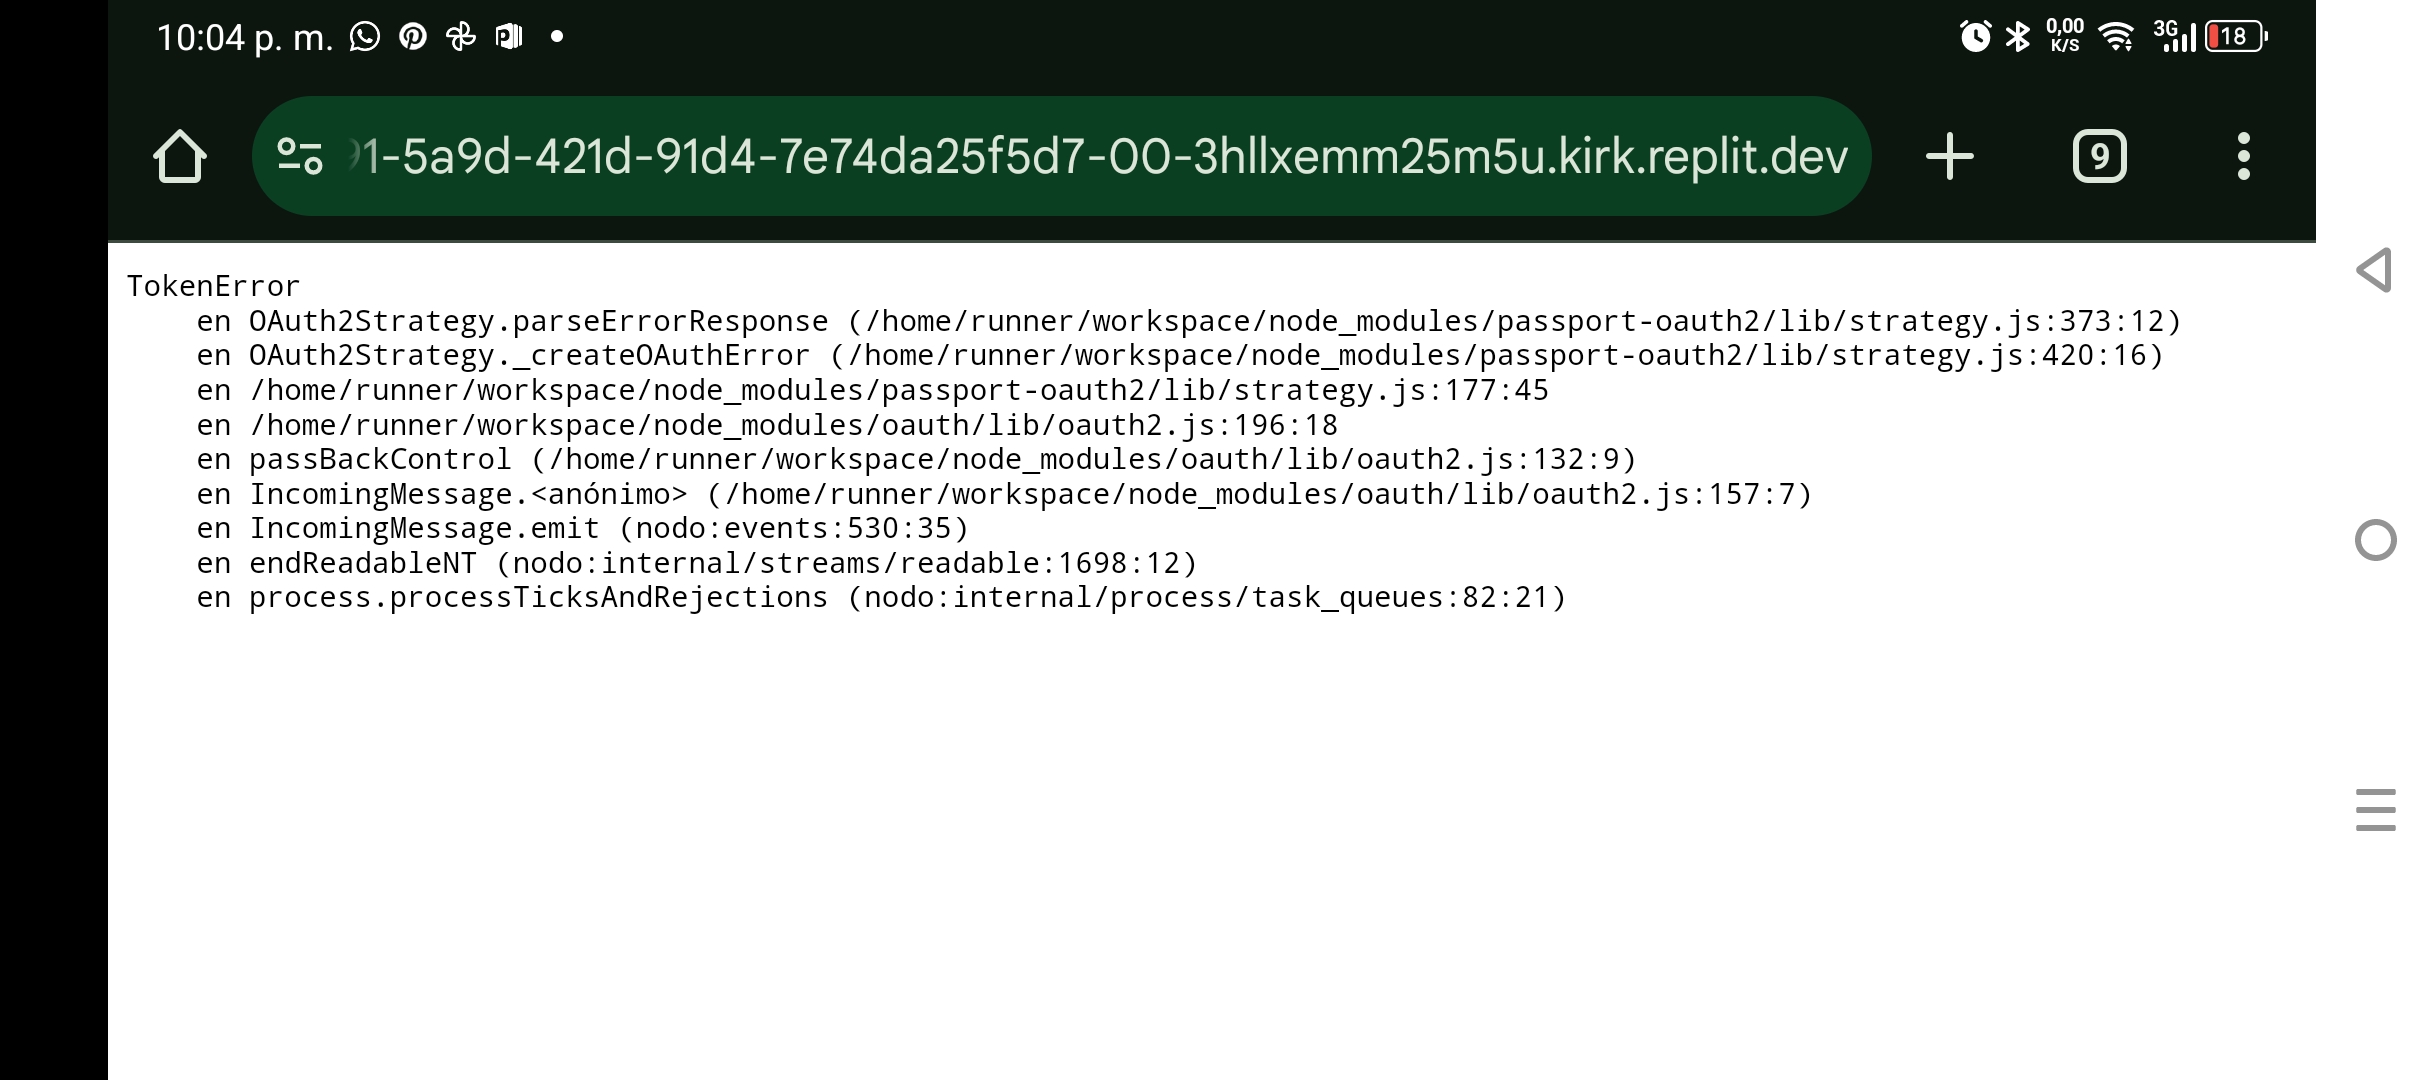 10:04 p. m.
0,00
K/S
3G
18
91-5a9d-421d-91d4-7e74da25f5d7-00-3hllxemm25m5u.kirk.replit.dev
9
TokenError
en OAuth2Strategy.parseErrorResponse (/home/runner/workspace/node_modules/passport-oauth2/lib/strategy.js:373:12)
en OAuth2Strategy._createOAuthError (/home/runner/workspace/node_modules/passport-oauth2/lib/strategy.js:420:16)
en /home/runner/workspace/node_modules/passport-oauth2/lib/strategy.js:177:45
en /home/runner/workspace/node_modules/oauth/lib/oauth2.js:196:18
en passBackControl (/home/runner/workspace/node_modules/oauth/lib/oauth2.js:132:9)
en IncomingMessage.<anónimo> (/home/runner/workspace/node_modules/oauth/lib/oauth2.js:157:7)
en IncomingMessage.emit (nodo:events:530:35)
en endReadableNT (nodo:internal/streams/readable:1698:12)
en process.processTicksAndRejections (nodo:internal/process/task_queues:82:21)